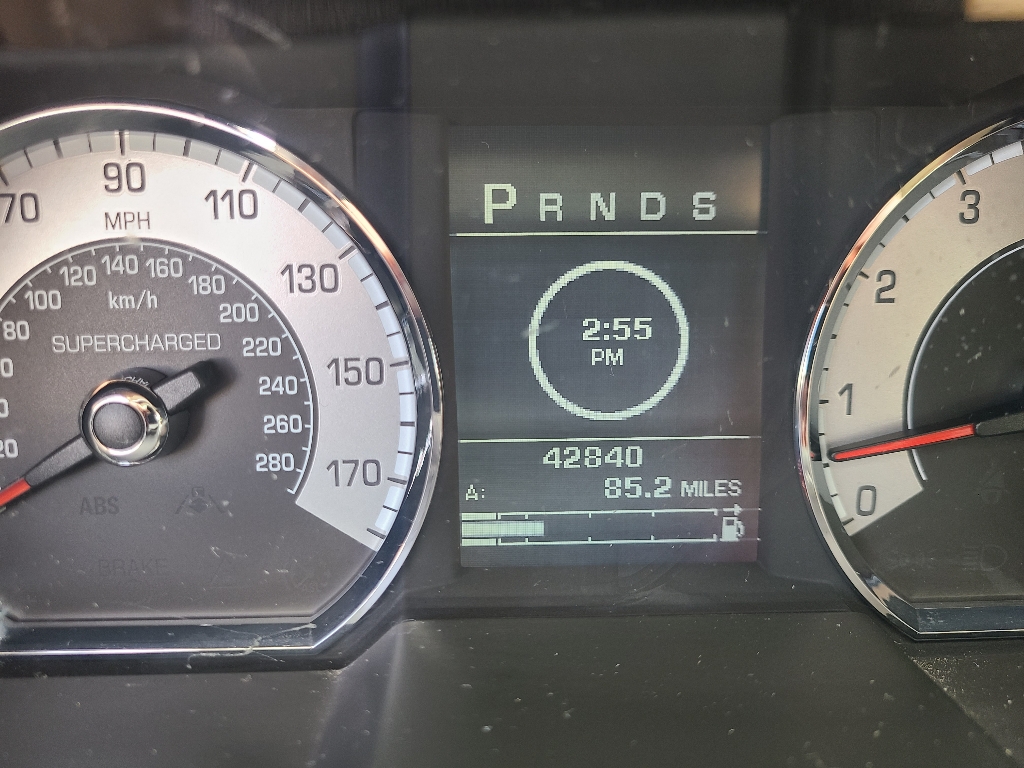 70 90 110 130 150 170
MPH
80 100 120 140 160 180 200 220 240 260 280
km/h
SUPERCHARGED
ABS
BRAKE
P R N D S
2:55
PM
42840
A: 85.2 MILES
0 1 2 3